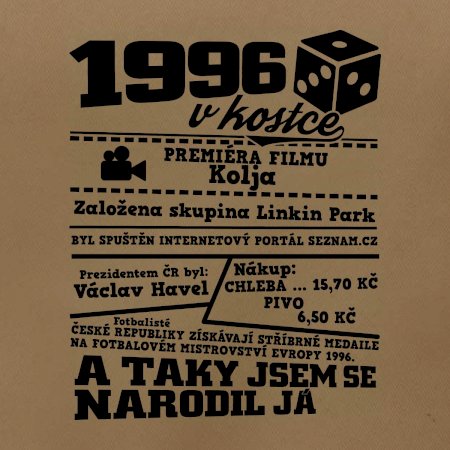 1996
v kostce
PREMIÉRA FILMU
Kolja
Založena skupina Linkin Park
BYL SPUŠTĚN INTERNETOVÝ PORTÁL SEZNAM.CZ
Prezidentem ČR byl:
Václav Havel
Nákup:
CHLEBA ... 15,70 KČ
PIVO
6,50 KČ
Fotbalisté
ČESKÉ REPUBLIKY ZÍSKÁVAJÍ STŘÍBRNÉ MEDAILE
NA FOTBALOVÉM MISTROVSTVÍ EVROPY 1996.
A TAKY JSEM SE
NARODIL JÁ